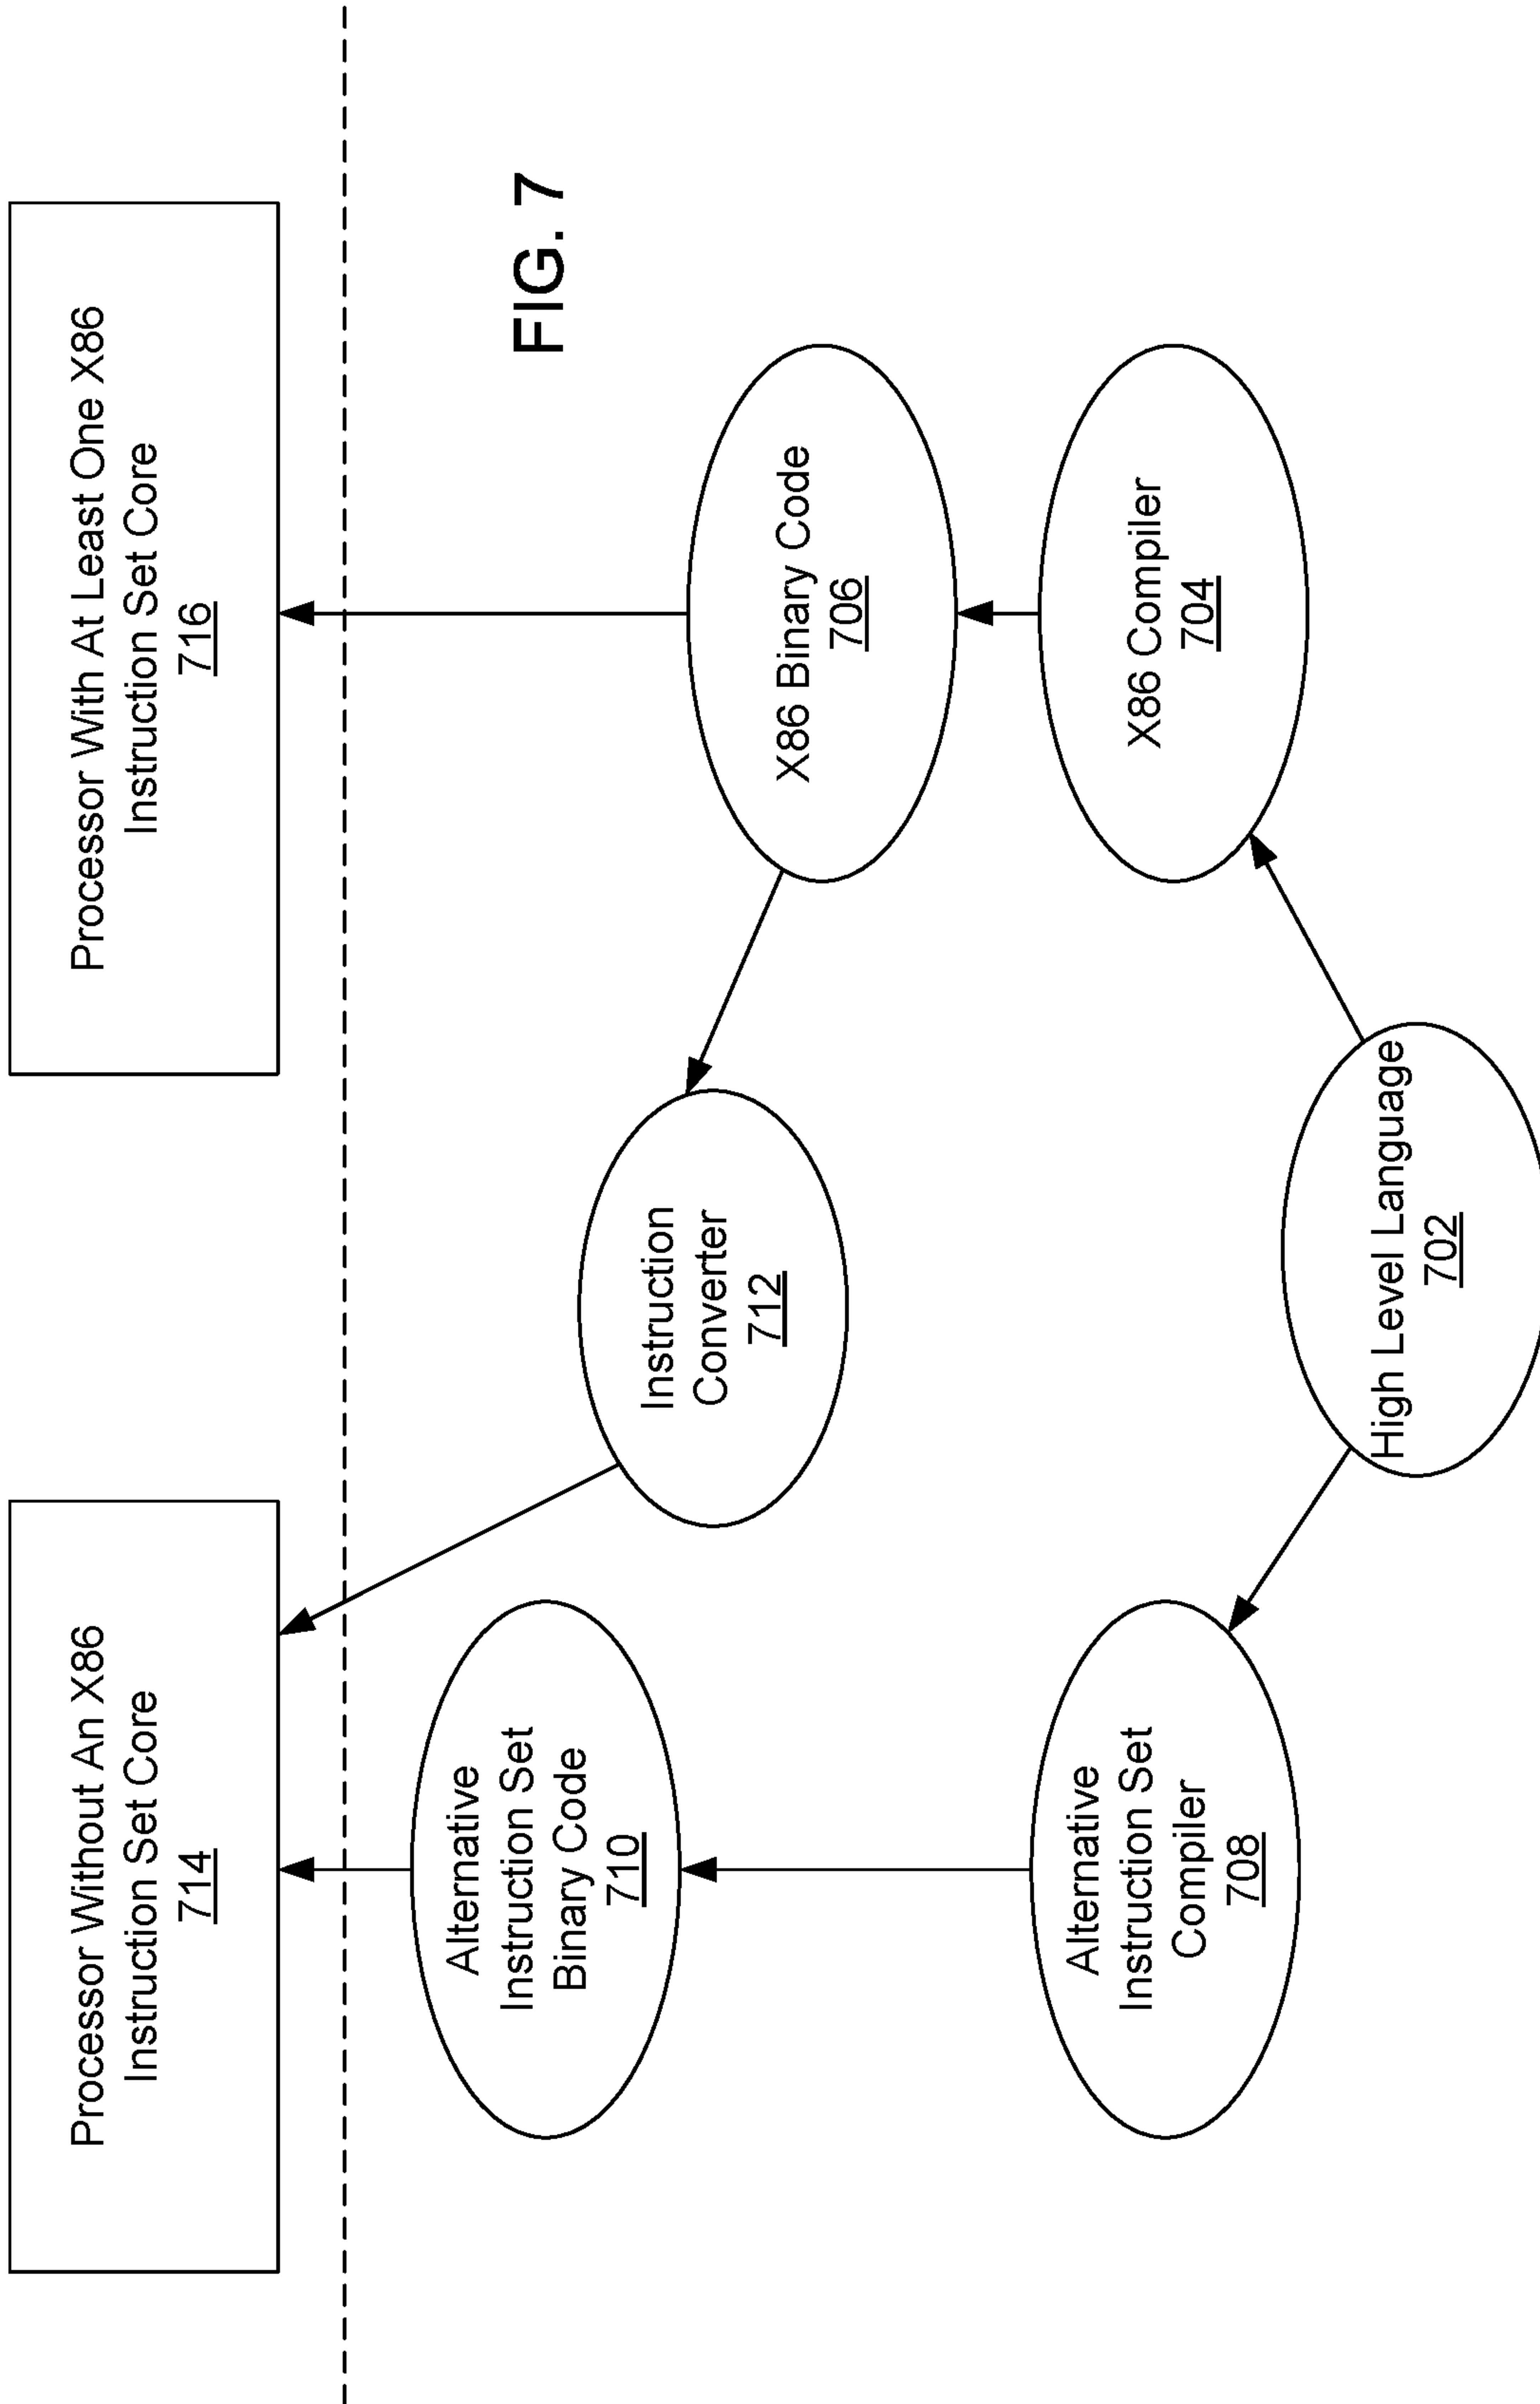 Processor Without An X86
Instruction Set Core
714
Processor With At Least One X86
Instruction Set Core
716
Alternative
Instruction Set
Binary Code
710
FIG. 7
Instruction
Converter
712
X86 Binary Code
706
Alternative
Instruction Set
Compiler
708
X86 Compiler
704
High Level Language
702